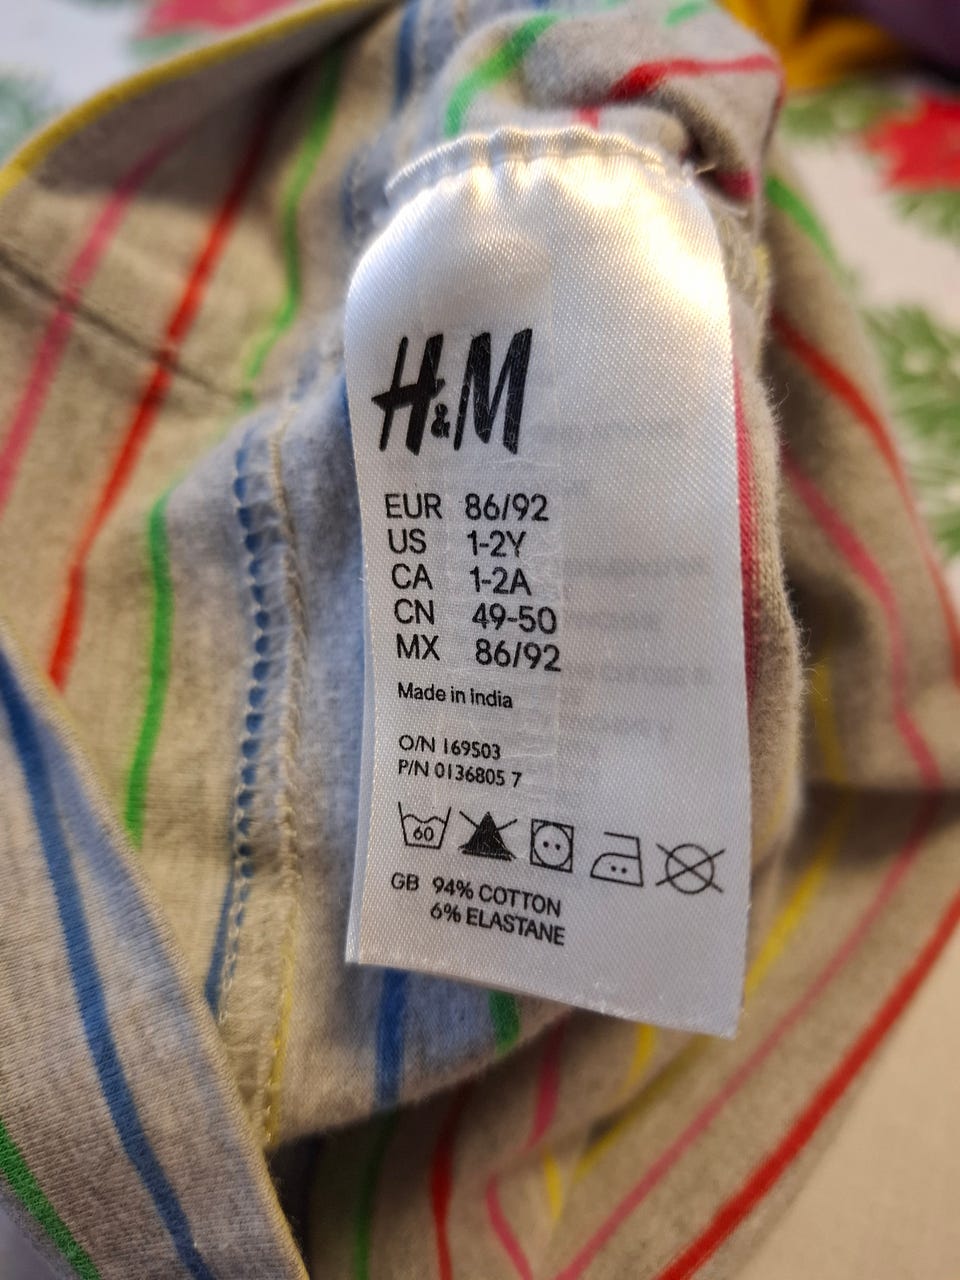 H&M
EUR 86/92
US 1-2Y
CA 1-2A
CN 49-50
MX 86/92
Made in India
O/N 169503
P/N 0136805 7
60
GB 94% COTTON
6% ELASTANE